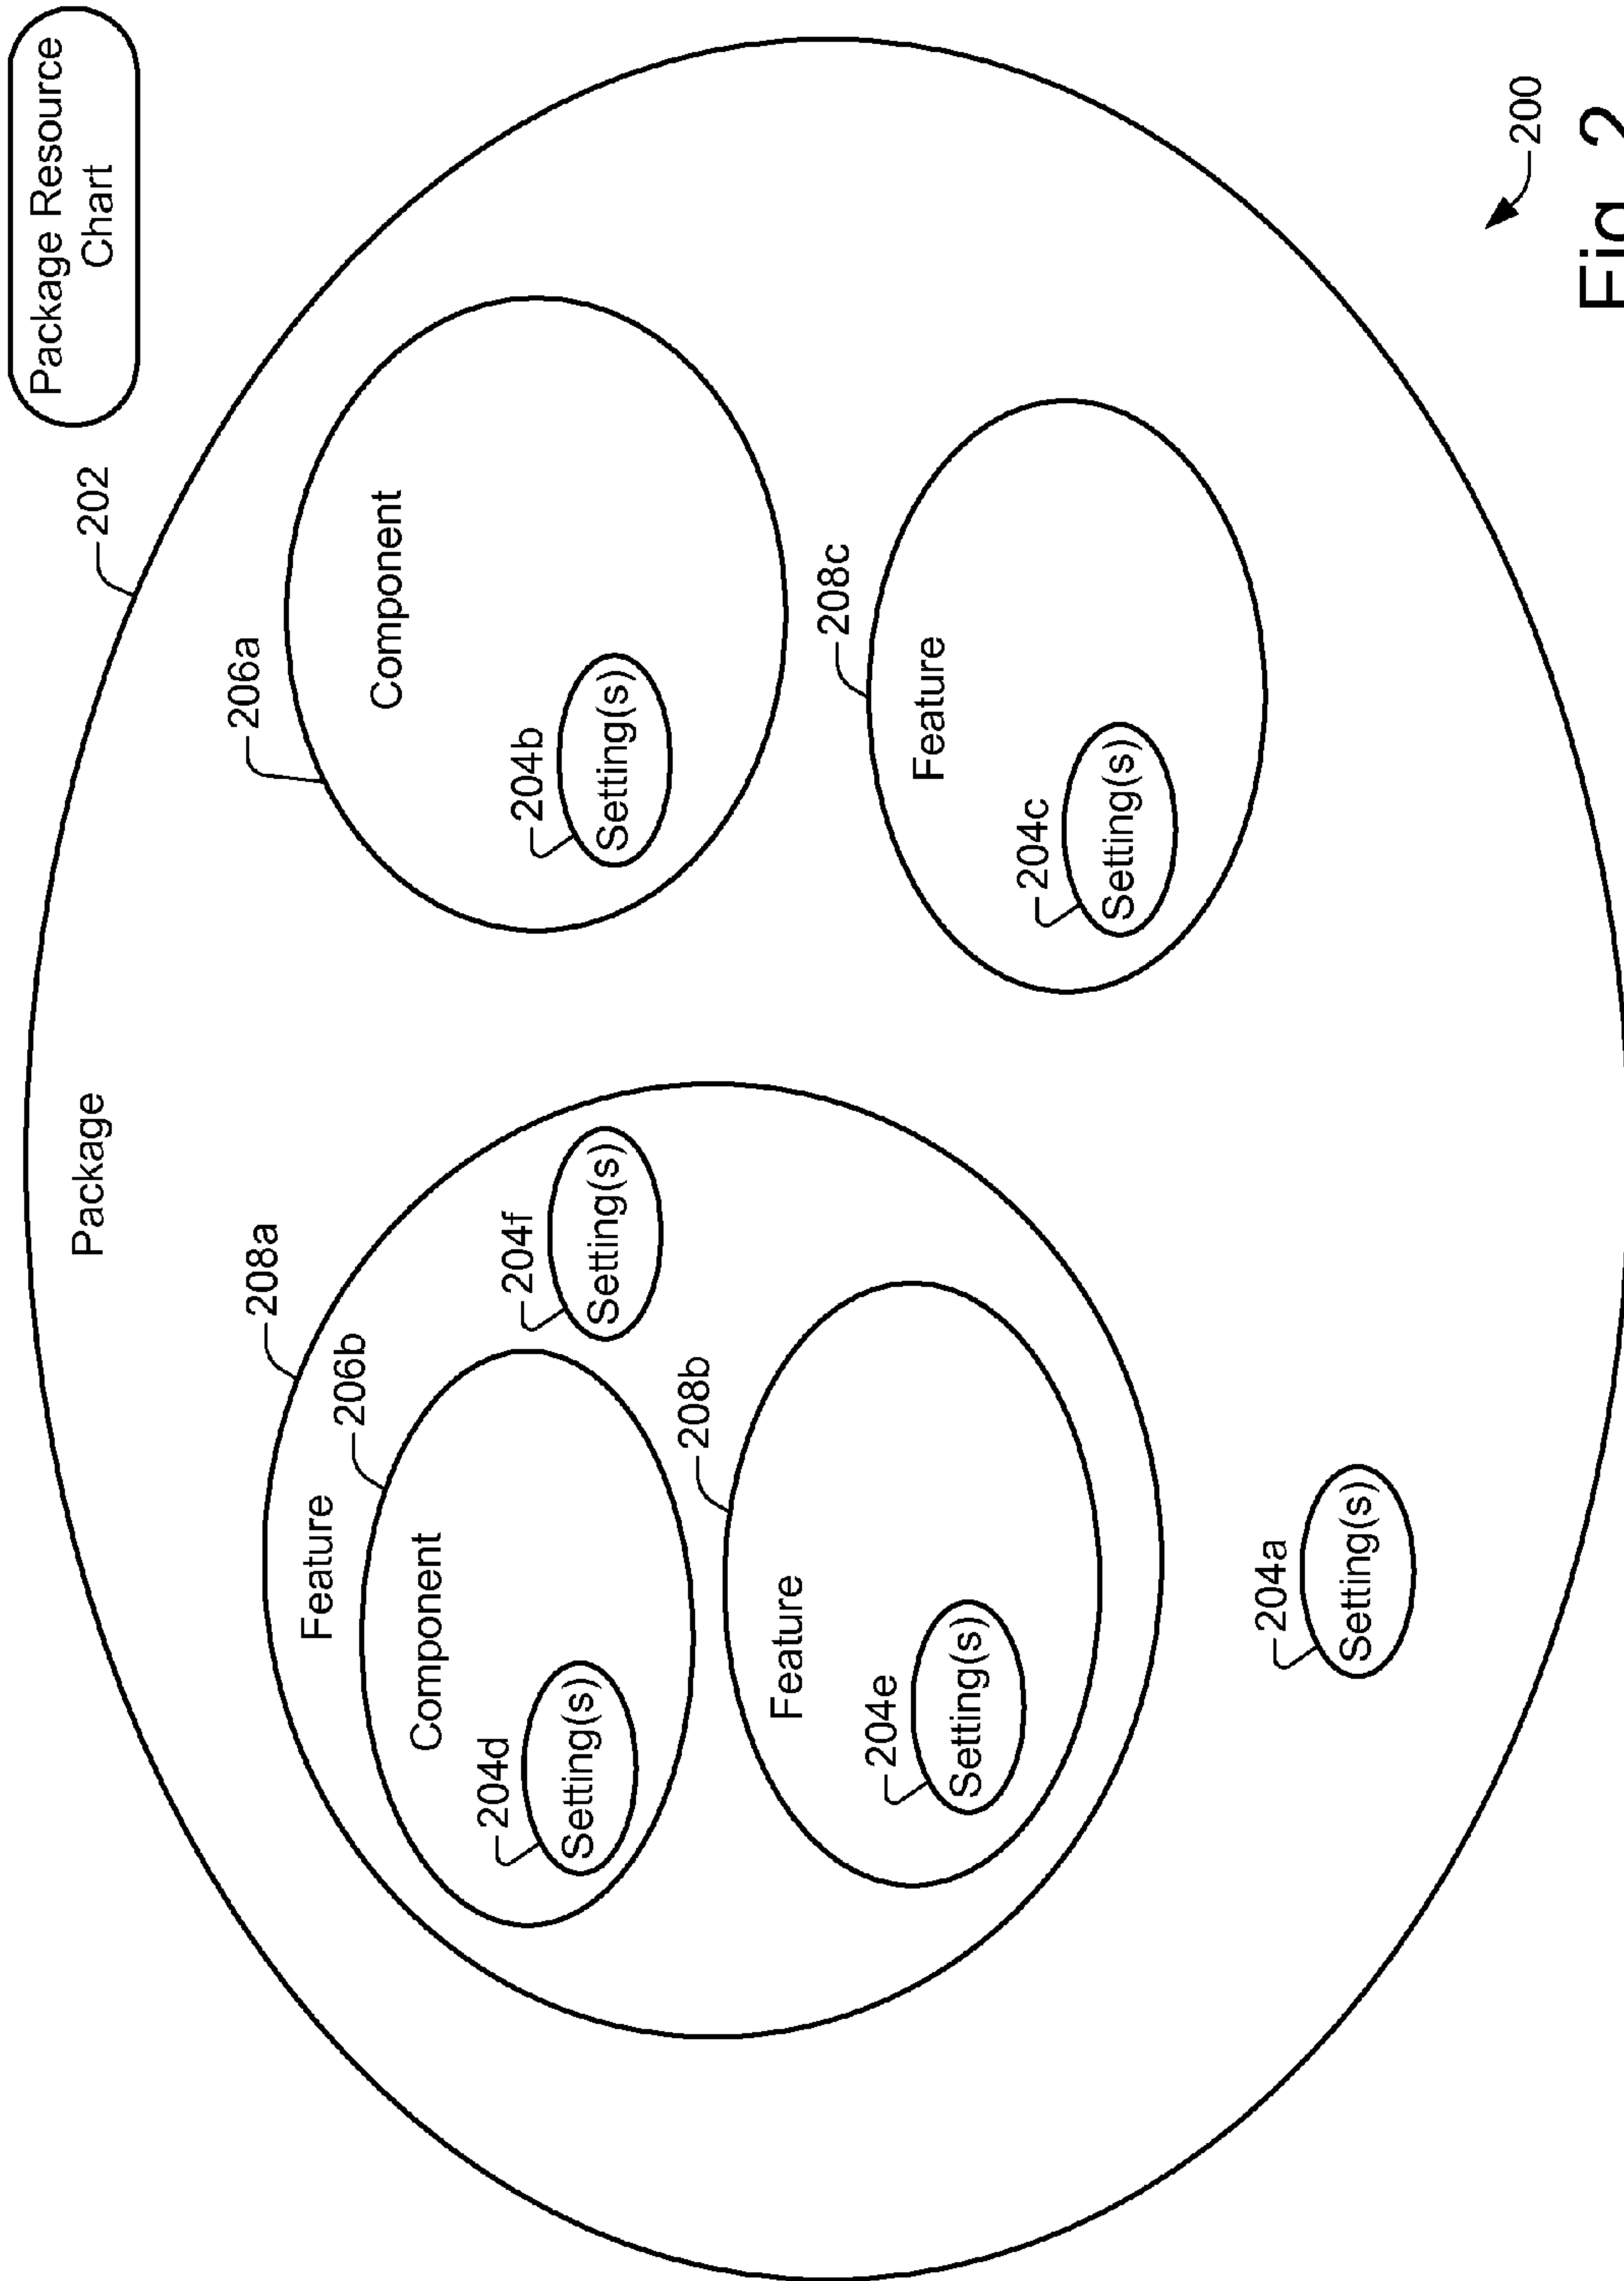 Package Resource
Chart
202
Package
208a
Feature
206b
Component
204d
Setting(s)
204f
Setting(s)
208b
Feature
204e
Setting(s)
206a
Component
204b
Setting(s)
208c
Feature
204c
Setting(s)
204a
Setting(s)
200
Fig. 2